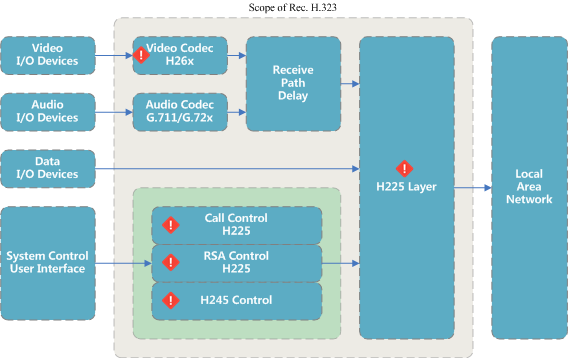 Scope of Rec. H.323
Video
I/O Devices
Video Codec
H26x
Receive
Path
Delay
Audio
I/O Devices
Audio Codec
G.711/G.72x
Data
I/O Devices
H225 Layer
Local
Area
Network
System Control
User Interface
Call Control
H225
RSA Control
H225
H245 Control